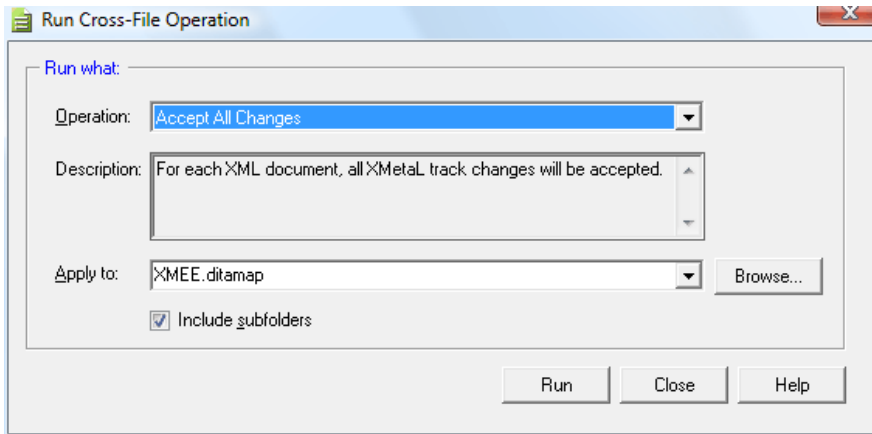 Run Cross-File Operation
Run what:
Operation: Accept All Changes
Description: For each XML document, all XMetaL track changes will be accepted.
Apply to: XMEE.ditamap Browse...
Include subfolders
Run Close Help